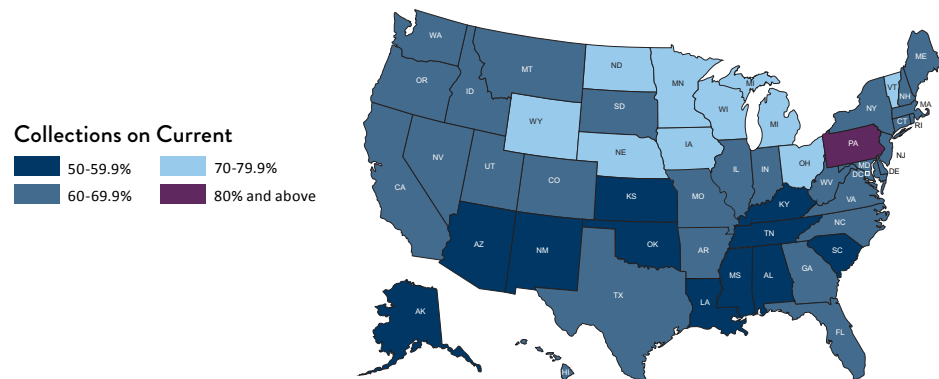 Collections on Current
50-59.9%
70-79.9%
60-69.9%
80% and above
WA
OR
ID
MT
ND
MN
SD
WY
NE
IA
WI
MI
MI
NV
UT
CO
CA
KS
MO
IL
IN
OH
PA
NY
VT
NH
ME
MA
RI
CT
NJ
DE
MD
DC
WV
VA
KY
NC
TN
SC
AZ
NM
OK
AR
TX
LA
MS
AL
GA
FL
AK
HI